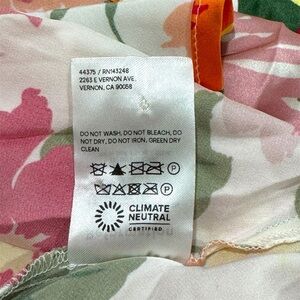 44375 / RN143248
2263 E VERNON AVE.
VERNON, CA 90058
DO NOT WASH, DO NOT BLEACH, DO
NOT DRY, DO NOT IRON, GREEN DRY
CLEAN
P
P
CLIMATE
NEUTRAL
CERTIFIED